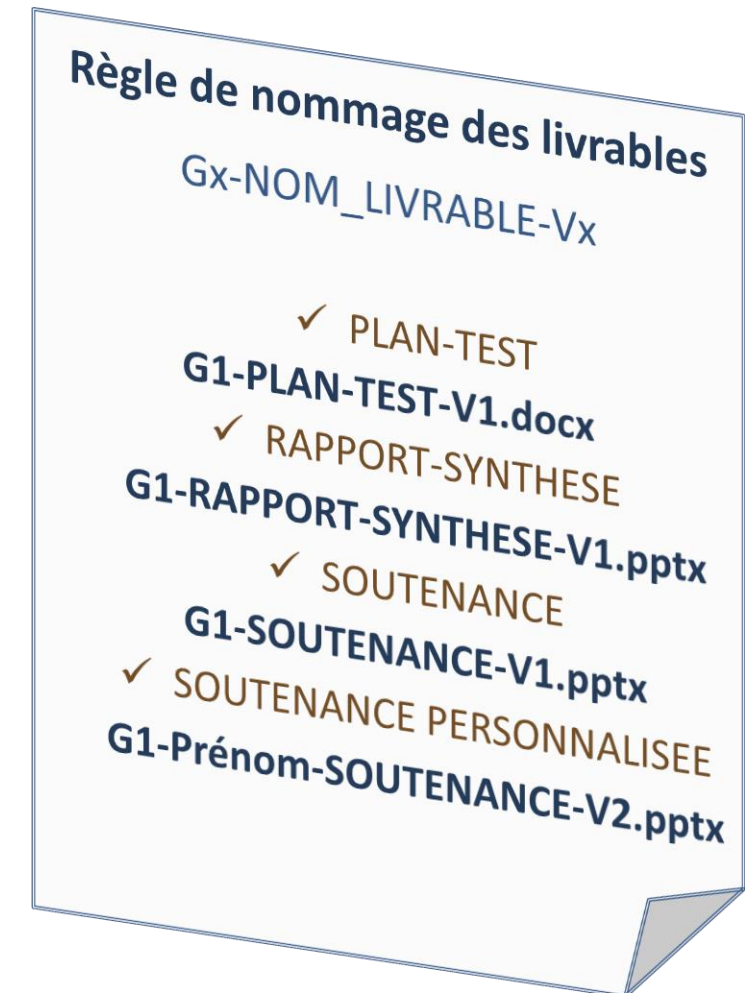 Règle de nommage des livrables
Gx-NOM_LIVRABLE-Vx
✓ PLAN-TEST
G1-PLAN-TEST-V1.docx
✓ RAPPORT-SYNTHESE
G1-RAPPORT-SYNTHESE-V1.pptx
✓ SOUTENANCE
G1-SOUTENANCE-V1.pptx
✓ SOUTENANCE PERSONNALISEE
G1-Prénom-SOUTENANCE-V2.pptx